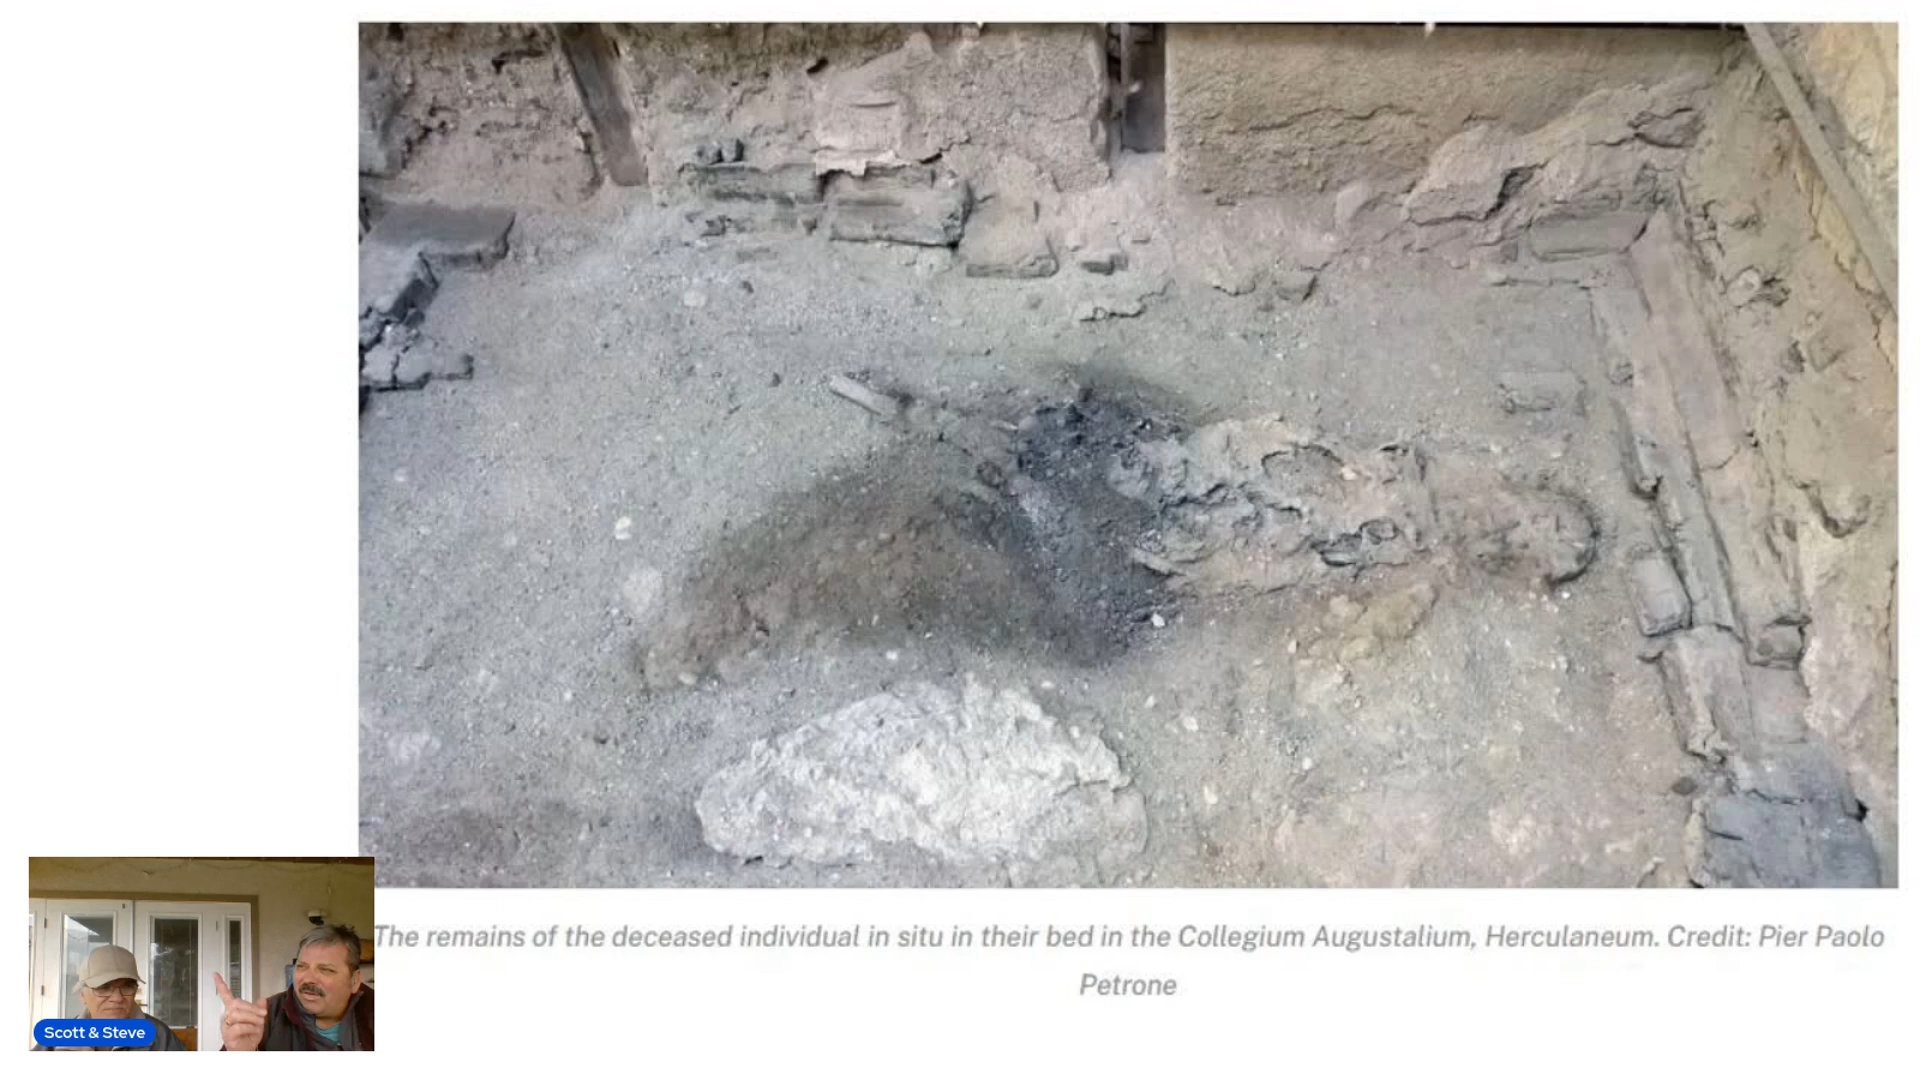 The remains of the deceased individual in situ in their bed in the Collegium Augustalium, Herculaneum. Credit: Pier Paolo
Petrone
Scott & Steve